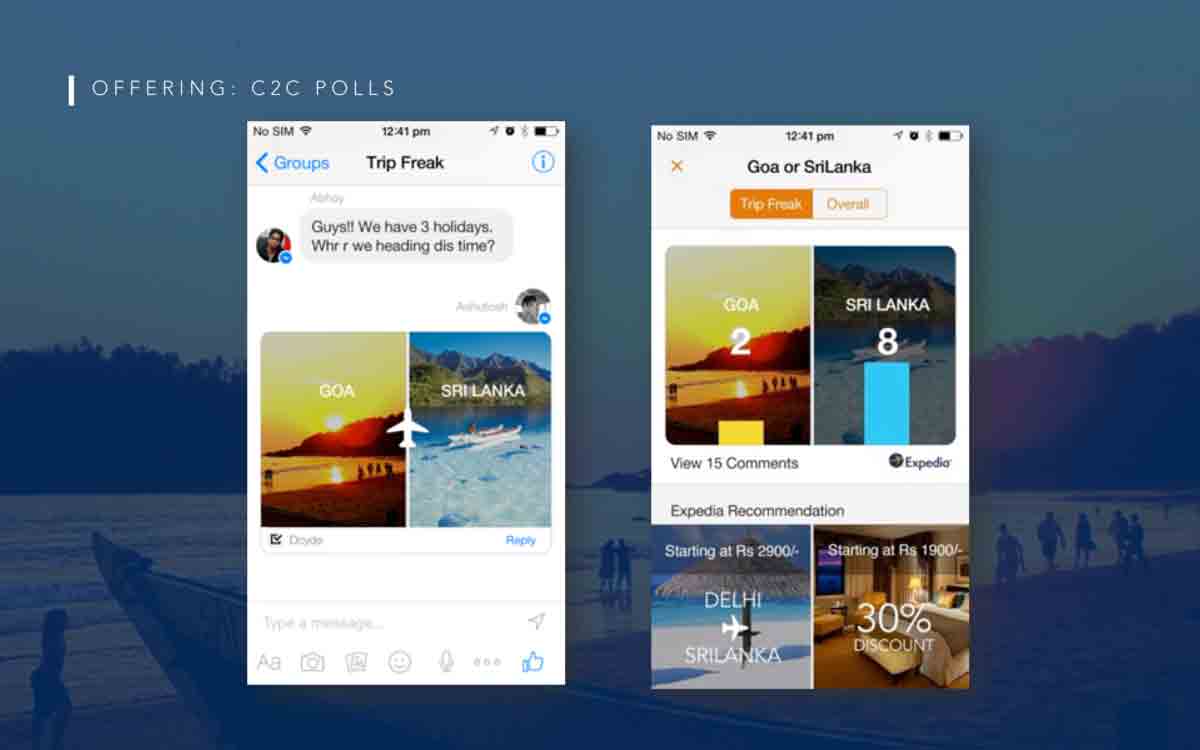 OFFERING: C2C POLLS
No SIM 12:41 pm
Groups Trip Freak
Abhay
Guys!! We have 3 holidays.
Whr r we heading dis time?
Ashutosh
GOA SRI LANKA
Dcyde Reply
Type a message...
Aa
No SIM 12:41 pm
Goa or SriLanka
Trip Freak Overall
GOA SRI LANKA
2 8
View 15 Comments Expedia
Expedia Recommendation
Starting at Rs 2900/- Starting at Rs 1900/-
DELHI
SRILANKA
30%
DISCOUNT